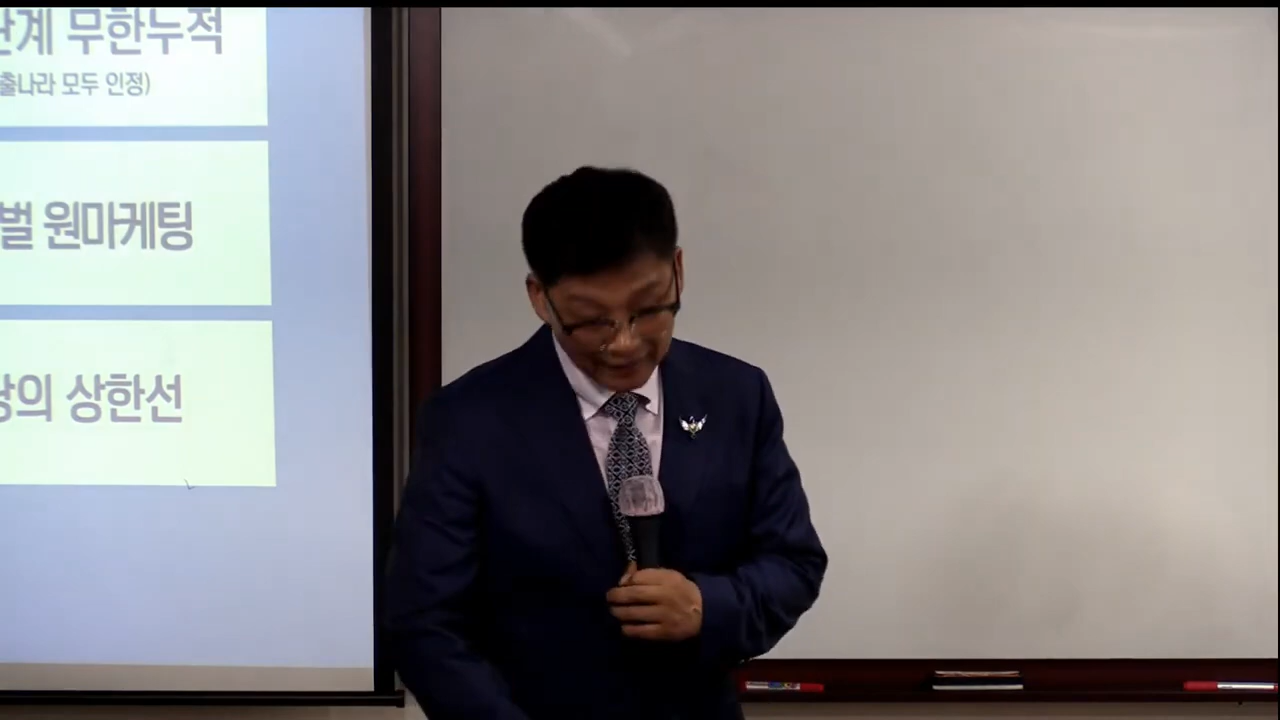 단계 무한누적
출나라 모두 인정)
벌 원마케팅
당의 상한선